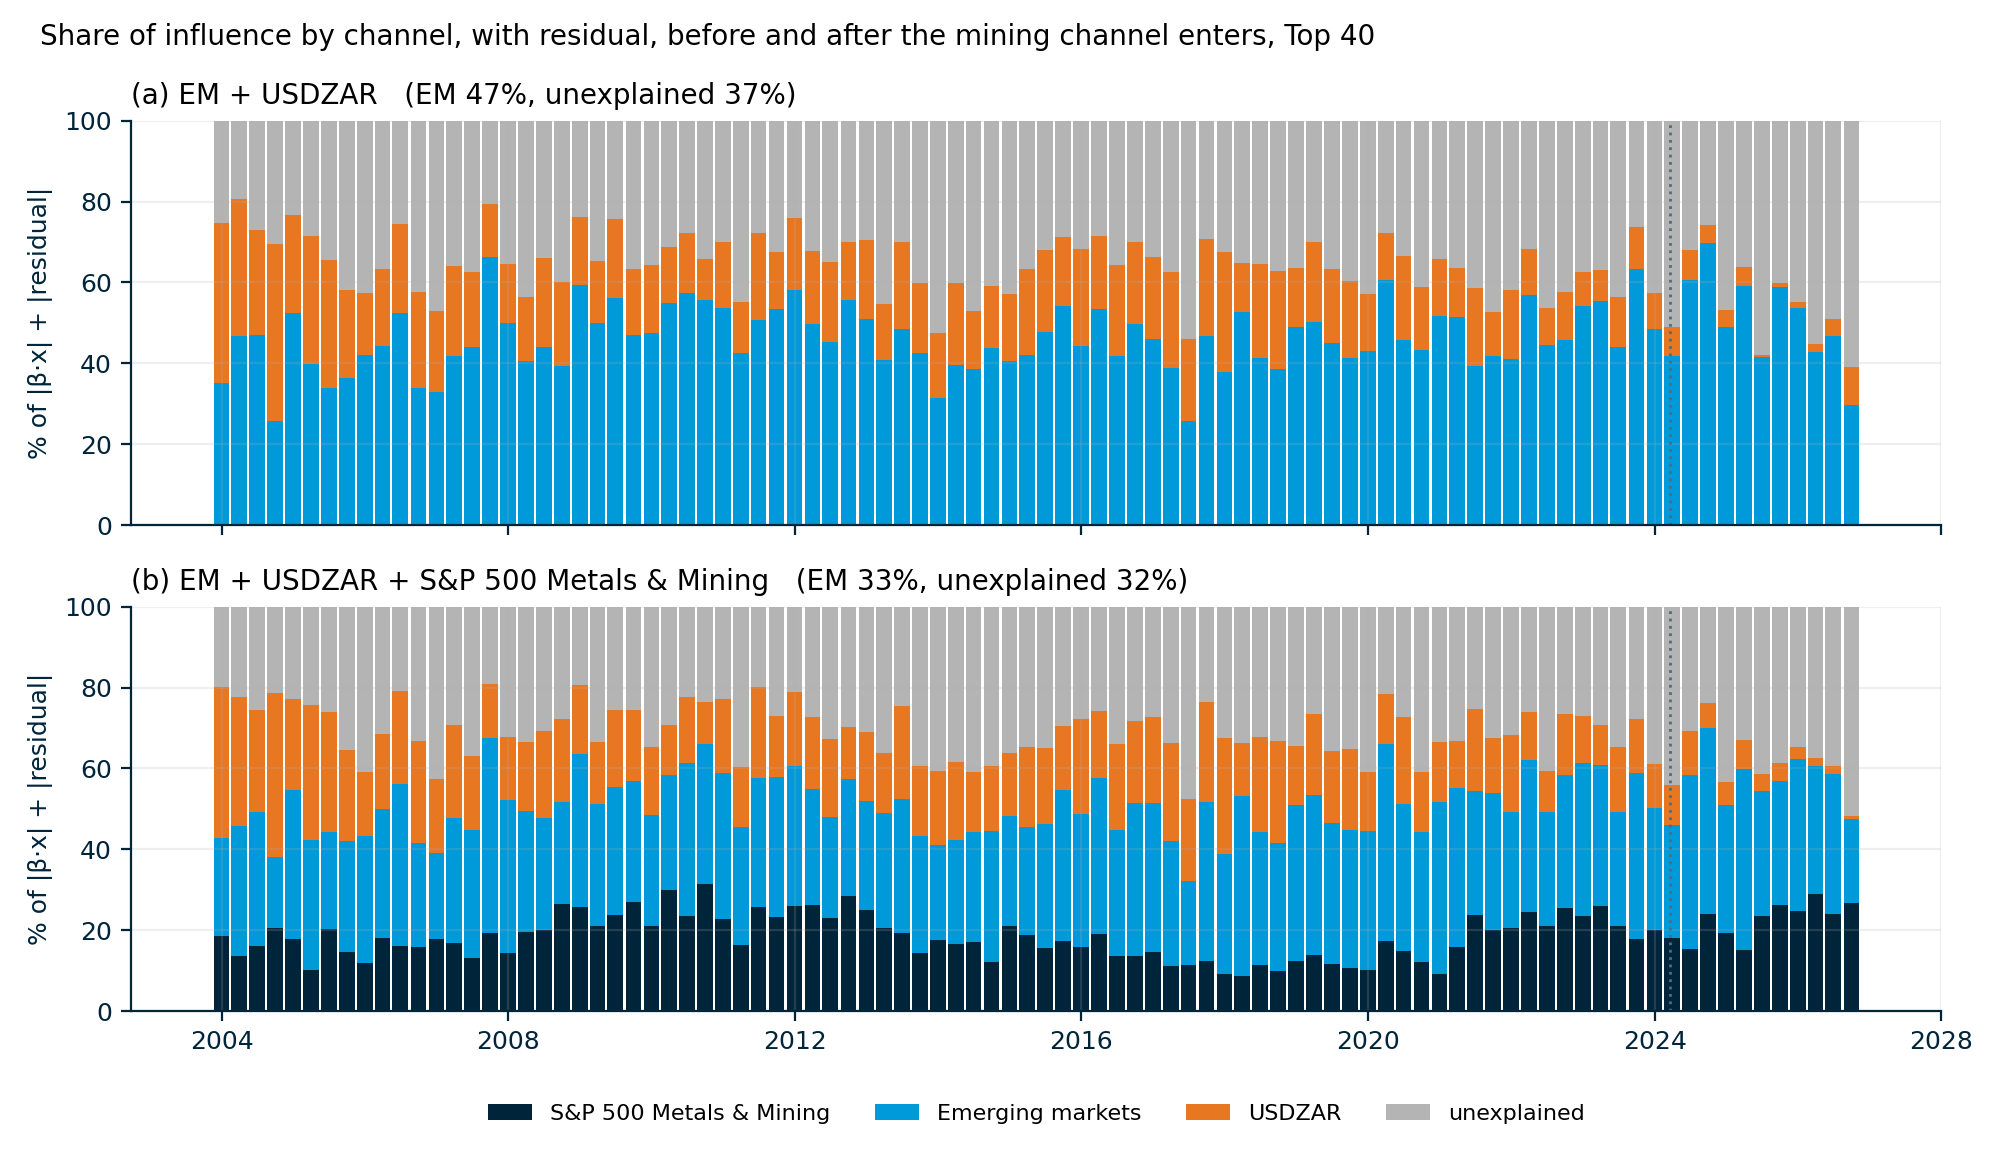 Share of influence by channel, with residual, before and after the mining channel enters, Top 40
(a) EM + USDZAR (EM 47%, unexplained 37%)
% of |β·x| + |residual|
100
80
60
40
20
0
(b) EM + USDZAR + S&P 500 Metals & Mining (EM 33%, unexplained 32%)
% of |β·x| + |residual|
100
80
60
40
20
0
2004 2008 2012 2016 2020 2024 2028
S&P 500 Metals & Mining Emerging markets USDZAR unexplained